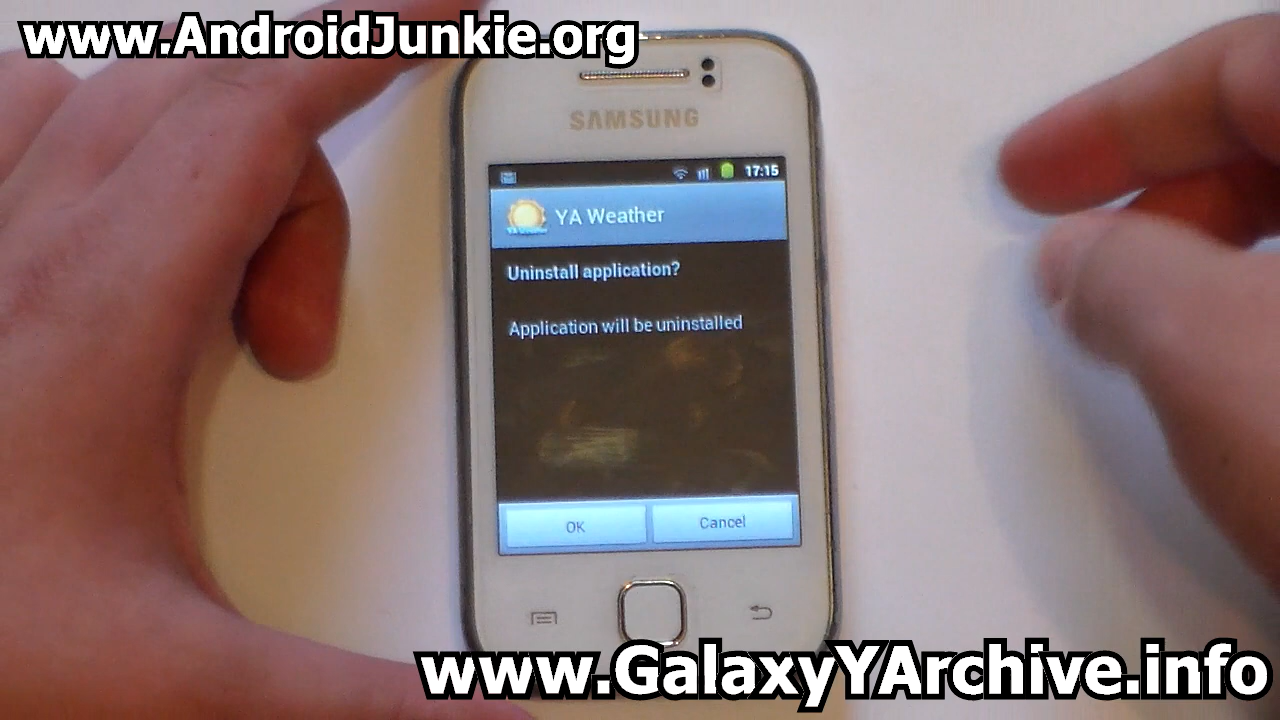 www.AndroidJunkie.org
SAMSUNG
17:15
YA Weather
Uninstall application?
Application will be uninstalled
OK
Cancel
www.GalaxyYArchive.info